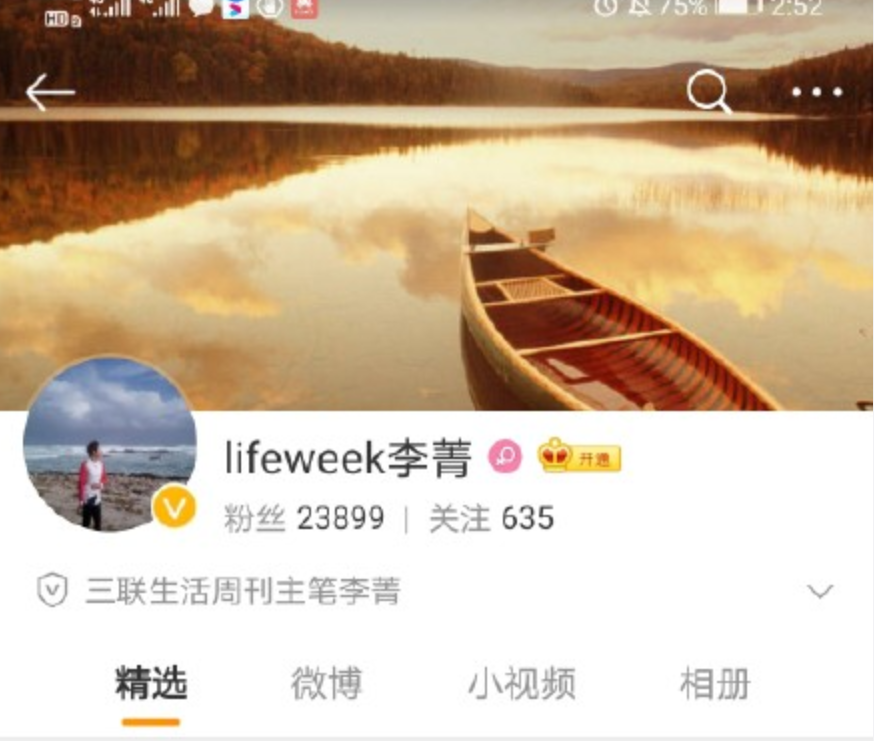 HD 2 75% 2:52
lifeweek李菁 开通
粉丝 23899 | 关注 635
三联生活周刊主笔李菁
精选 微博 小视频 相册